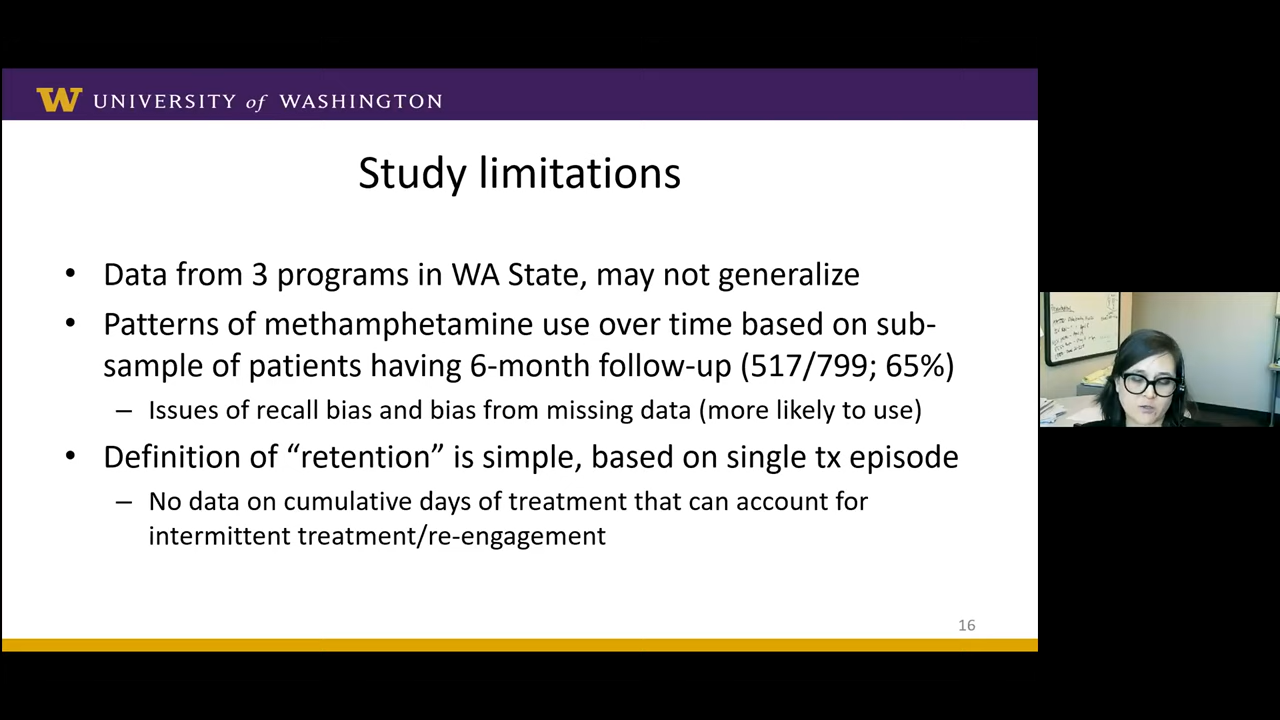 W UNIVERSITY of WASHINGTON
Study limitations
• Data from 3 programs in WA State, may not generalize
• Patterns of methamphetamine use over time based on sub-
sample of patients having 6-month follow-up (517/799; 65%)
– Issues of recall bias and bias from missing data (more likely to use)
• Definition of “retention” is simple, based on single tx episode
– No data on cumulative days of treatment that can account for
intermittent treatment/re-engagement
16